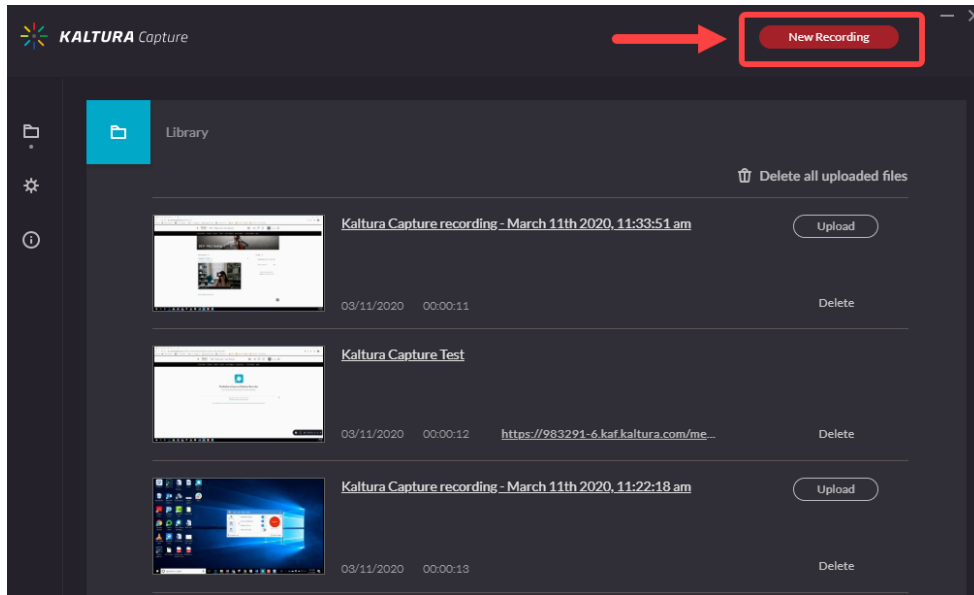 KALTURA Capture
New Recording
Library
Delete all uploaded files
Kaltura Capture recording - March 11th 2020, 11:33:51 am
Upload
03/11/2020 00:00:11
Delete
Kaltura Capture Test
03/11/2020 00:00:12 https://983291-6.kaf.kaltura.com/me...
Delete
Kaltura Capture recording - March 11th 2020, 11:22:18 am
Upload
03/11/2020 00:00:13
Delete